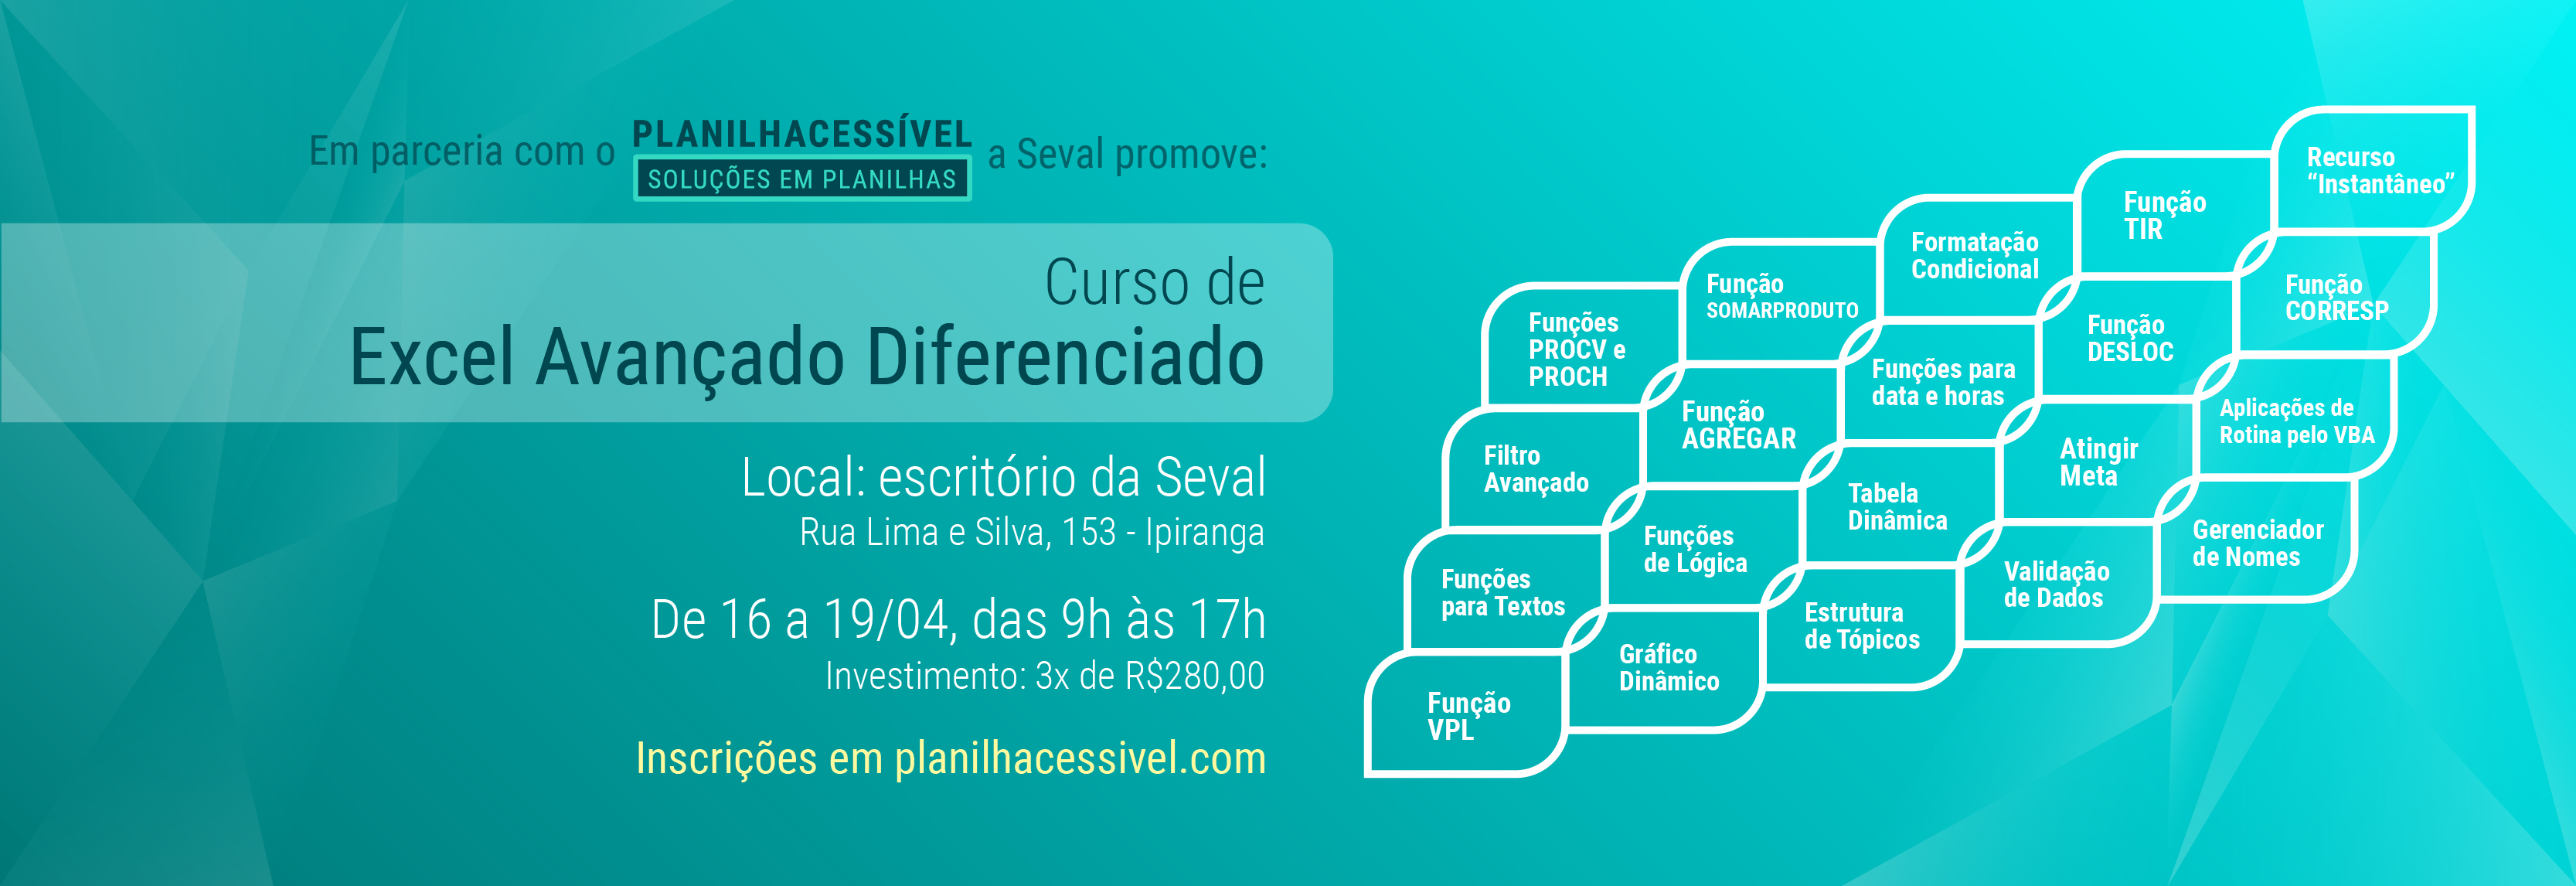 Em parceria com o PLANILHACESSÍVEL a Seval promove:
SOLUÇÕES EM PLANILHAS
Curso de
Excel Avançado Diferenciado
Local: escritório da Seval
Rua Lima e Silva, 153 - Ipiranga
De 16 a 19/04, das 9h às 17h
Investimento: 3x de R$280,00
Inscrições em planilhacessivel.com
Funções
PROCV e
PROCH
Função
SOMARPRODUTO
Formatação
Condicional
Função
TIR
Recurso
“Instantâneo”
Filtro
Avançado
Função
AGREGAR
Funções para
data e horas
Função
DESLOC
Função
CORRESP
Funções
para Textos
Funções
de Lógica
Tabela
Dinâmica
Atingir
Meta
Aplicações de
Rotina pelo VBA
Função
VPL
Gráfico
Dinâmico
Estrutura
de Tópicos
Validação
de Dados
Gerenciador
de Nomes